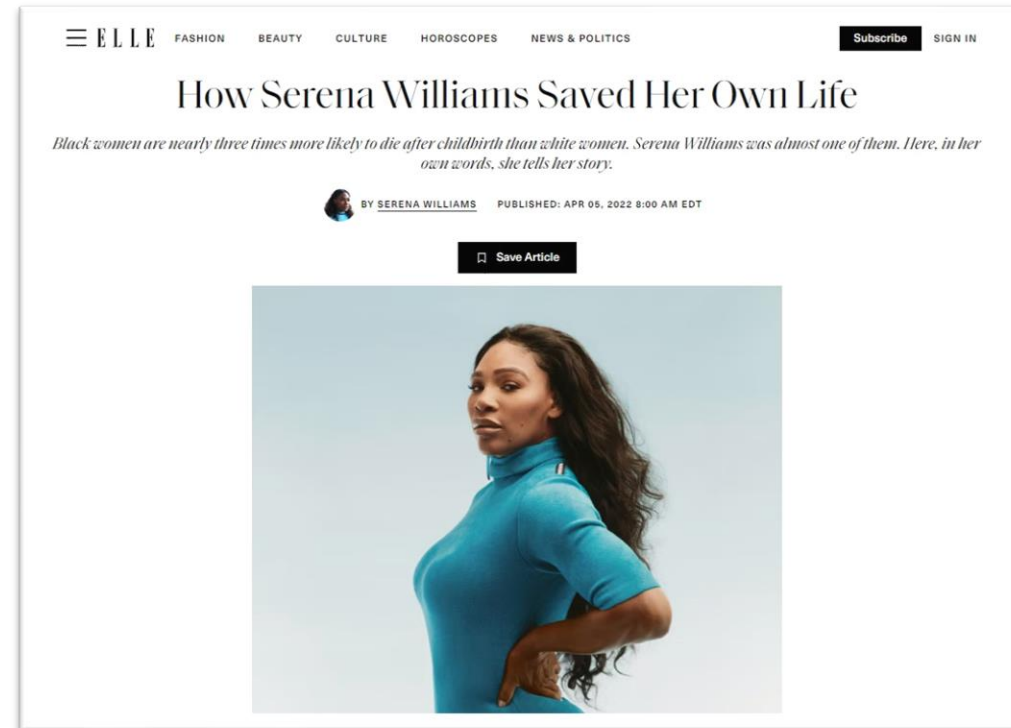 ELLE FASHION BEAUTY CULTURE HOROSCOPES NEWS & POLITICS Subscribe SIGN IN
How Serena Williams Saved Her Own Life
Black women are nearly three times more likely to die after childbirth than white women. Serena Williams was almost one of them. Here, in her
own words, she tells her story.
BY SERENA WILLIAMS PUBLISHED: APR 05, 2022 8:00 AM EDT
Save Article